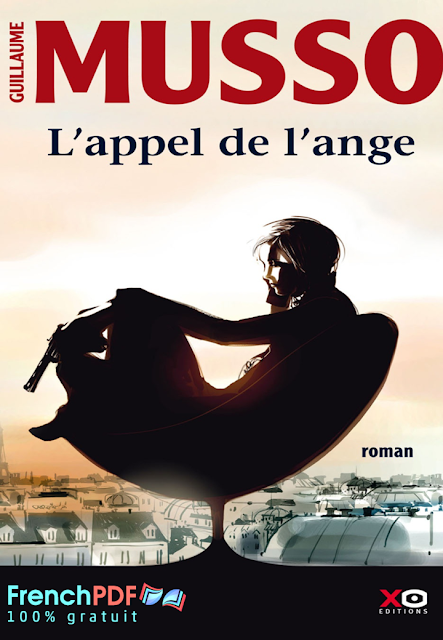 GUILLAUME
MUSSO
L'appel de l'ange
roman
FrenchPDF
100% gratuit
XO
EDITIONS